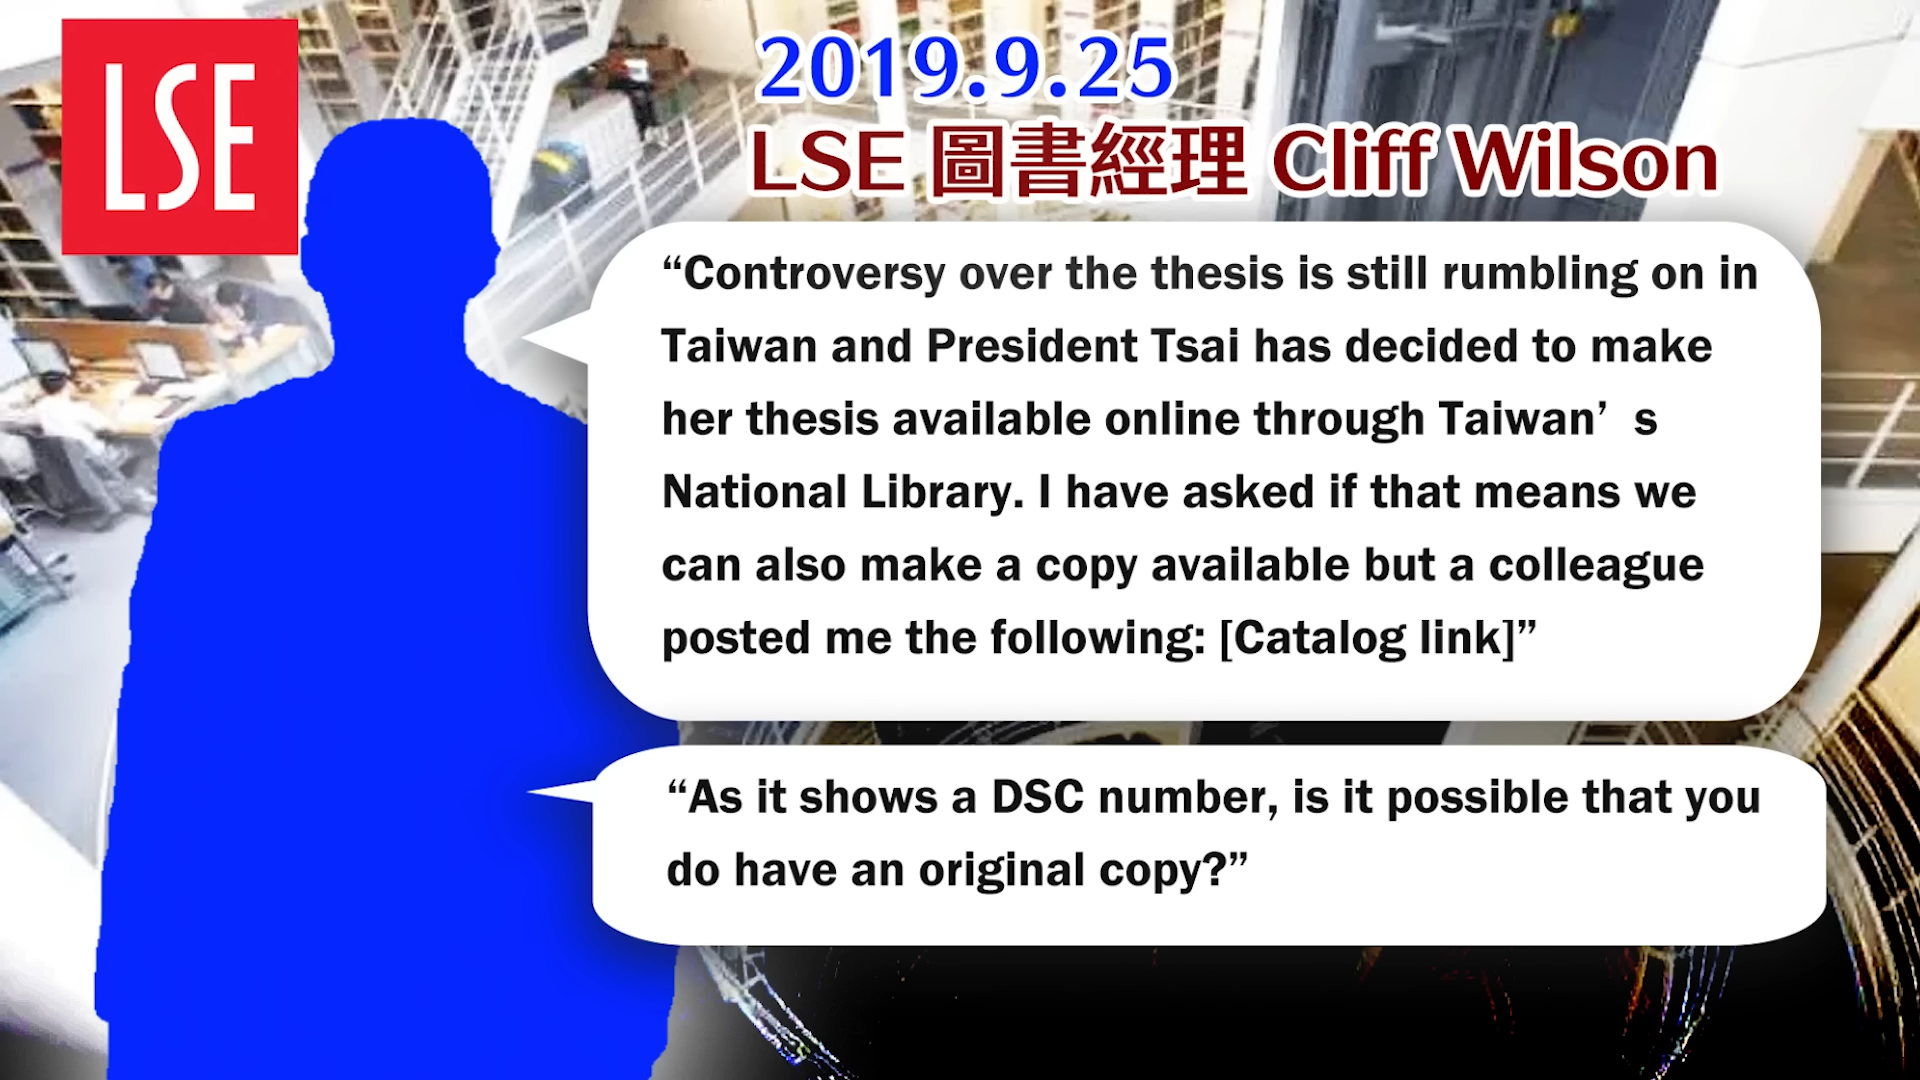 LSE
2019.9.25
LSE 圖書經理 Cliff Wilson
“Controversy over the thesis is still rumbling on in
Taiwan and President Tsai has decided to make
her thesis available online through Taiwan’ s
National Library. I have asked if that means we
can also make a copy available but a colleague
posted me the following: [Catalog link]”
“As it shows a DSC number, is it possible that you
do have an original copy?”